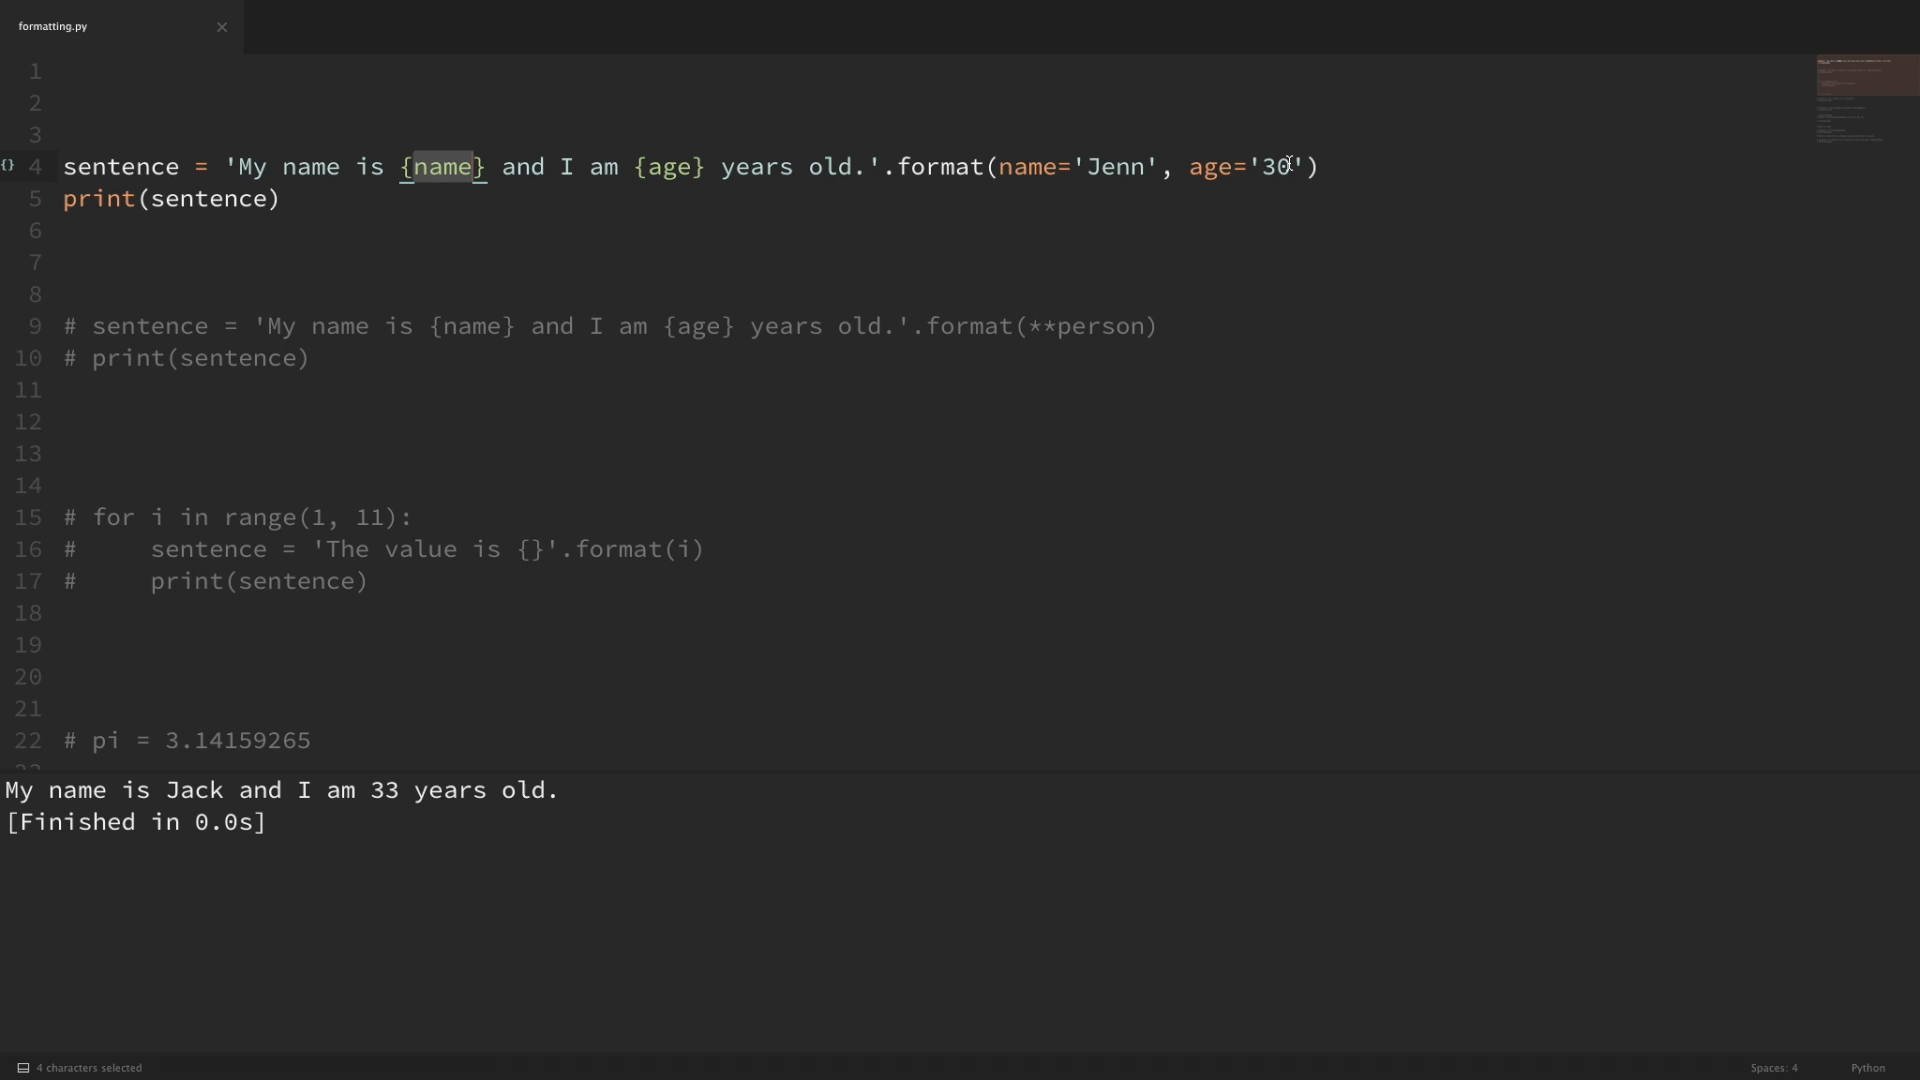 formatting.py ×
1
2
3
{} 4 sentence = 'My name is {name} and I am {age} years old.'.format(name='Jenn', age='30')
5 print(sentence)
6
7
8
9 # sentence = 'My name is {name} and I am {age} years old.'.format(**person)
10 # print(sentence)
11
12
13
14
15 # for i in range(1, 11):
16 #     sentence = 'The value is {}'.format(i)
17 #     print(sentence)
18
19
20
21
22 # pi = 3.14159265
My name is Jack and I am 33 years old.
[Finished in 0.0s]
4 characters selected Spaces: 4 Python